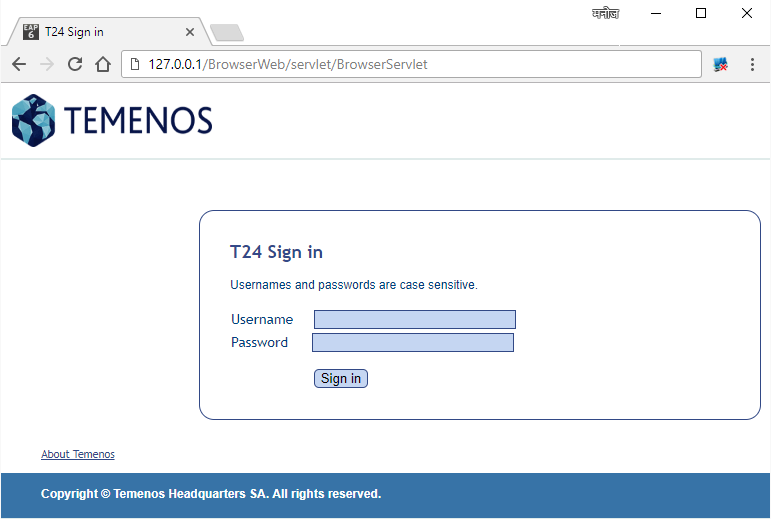 मनोज
EAP 6
T24 Sign in
127.0.0.1/BrowserWeb/servlet/BrowserServlet
TEMENOS
T24 Sign in
Usernames and passwords are case sensitive.
Username
Password
Sign in
About Temenos
Copyright © Temenos Headquarters SA. All rights reserved.